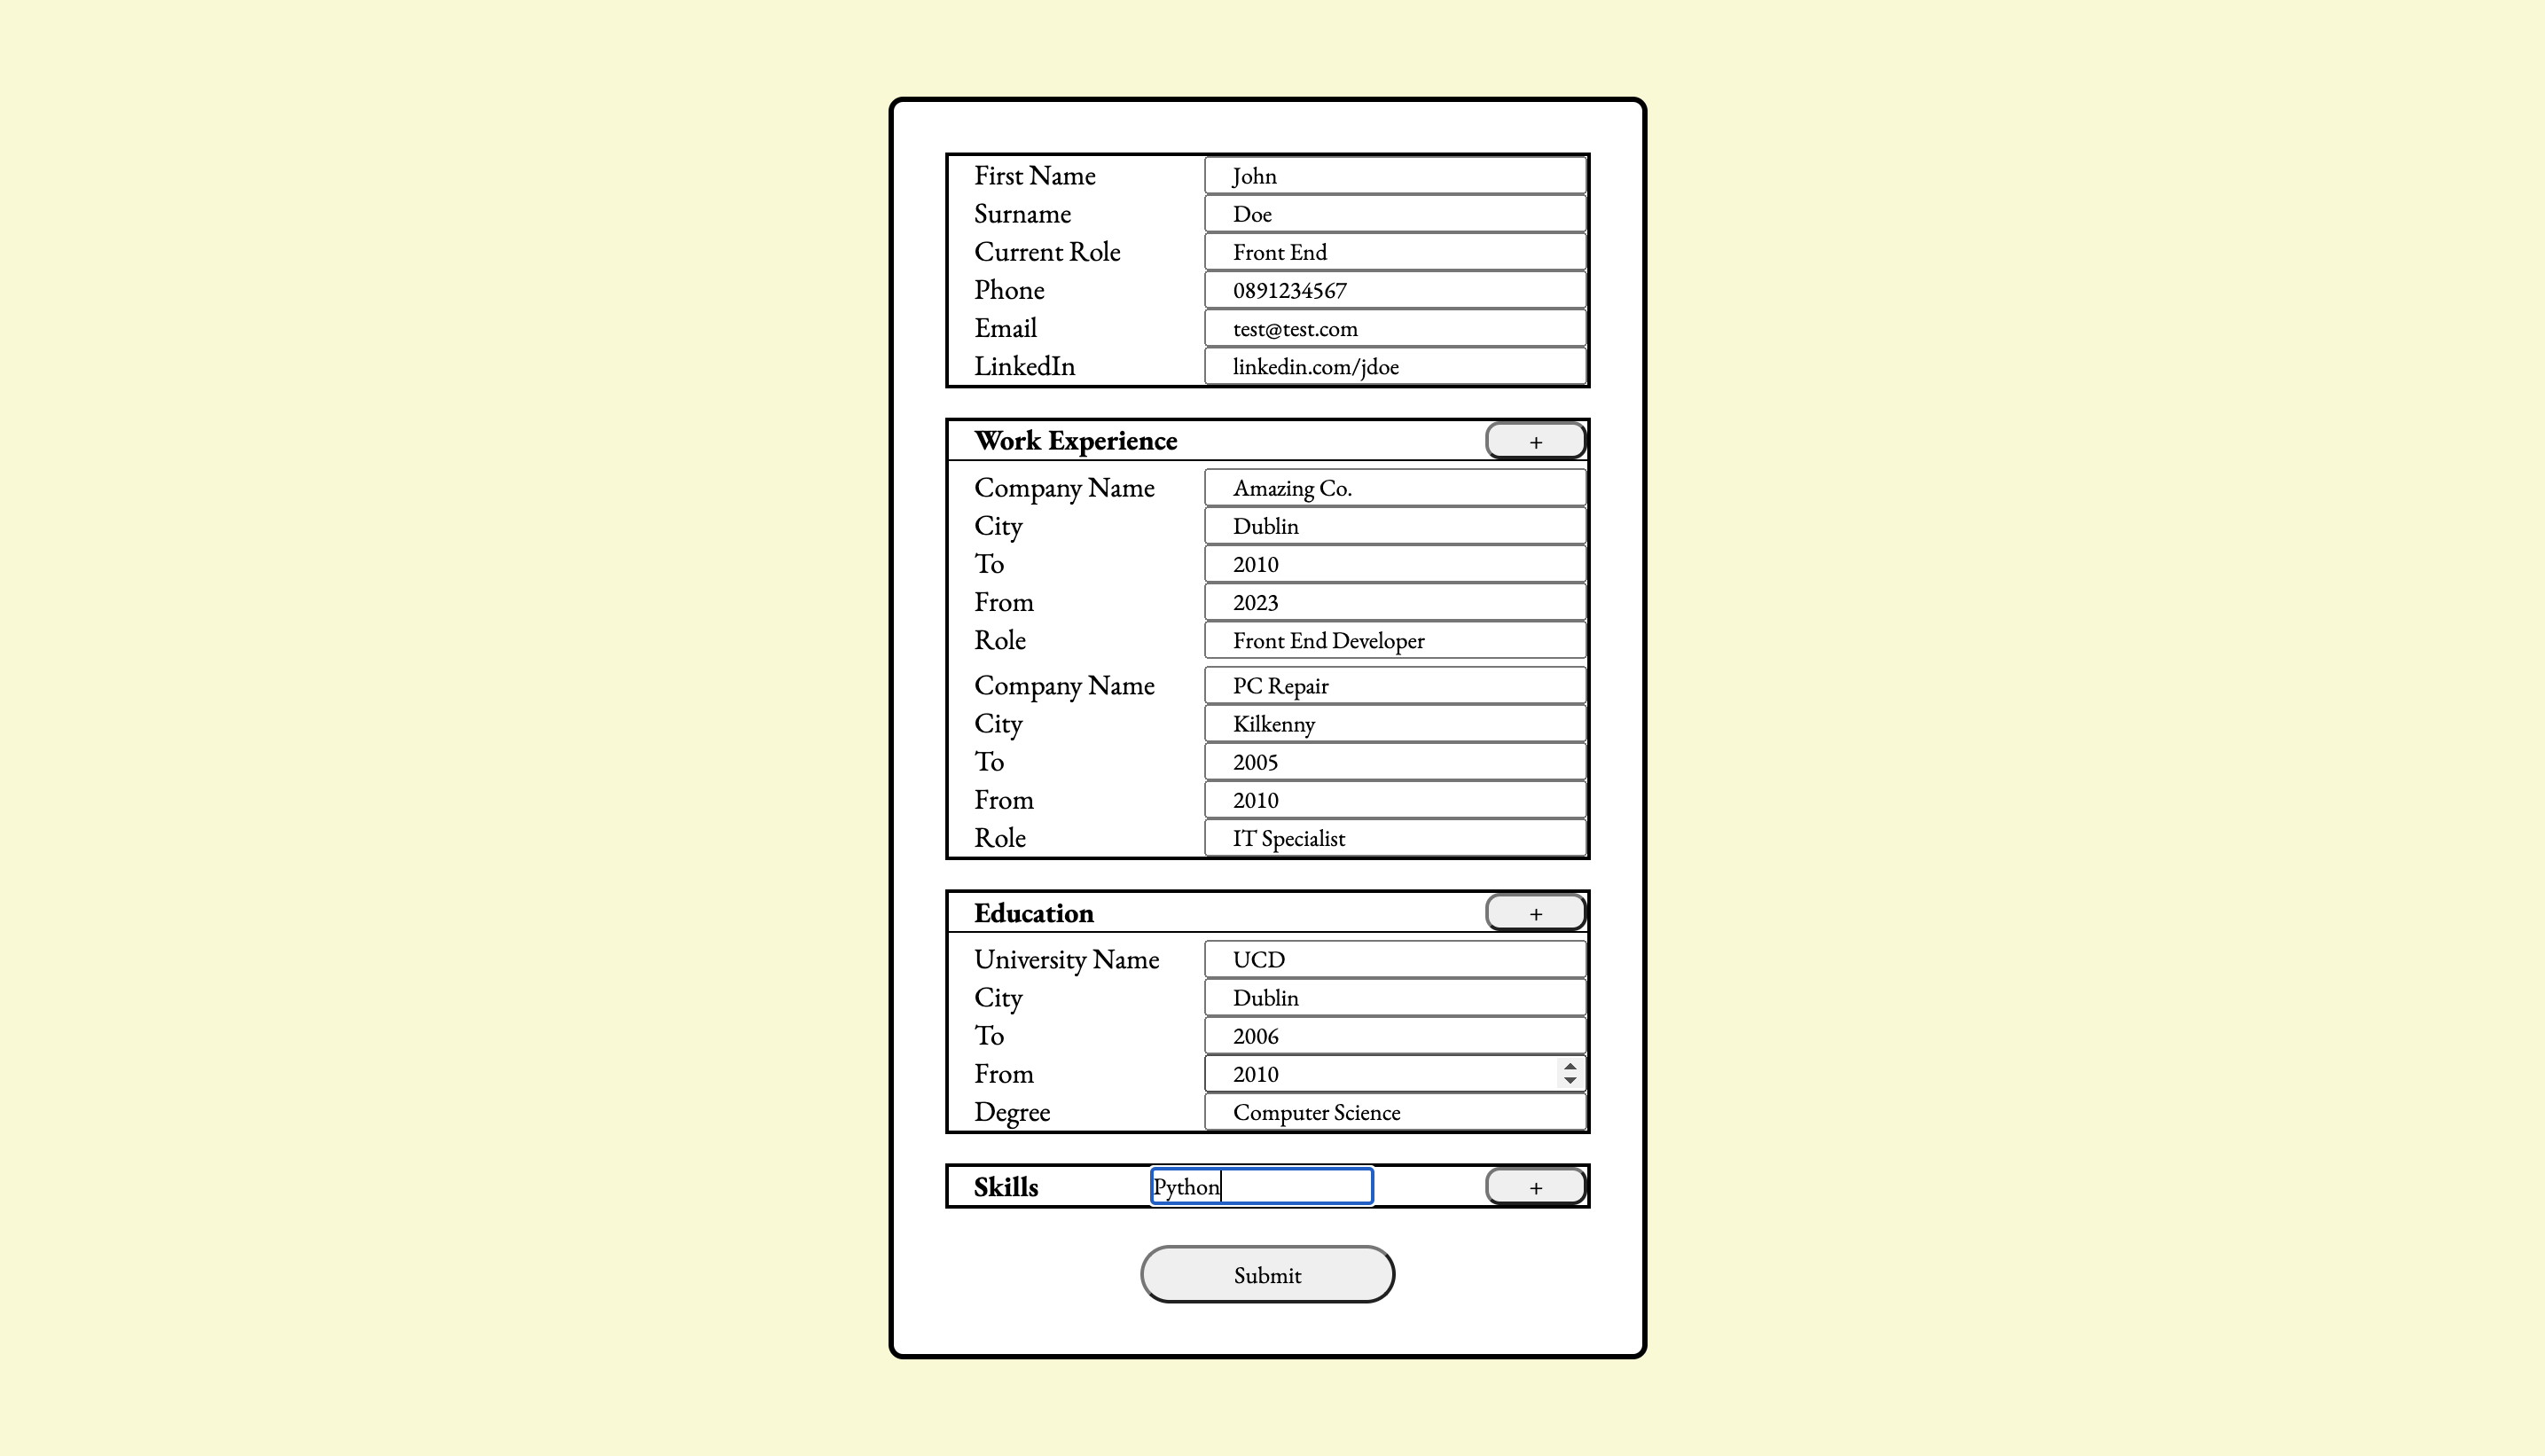 First Name John
Surname Doe
Current Role Front End
Phone 0891234567
Email test@test.com
LinkedIn linkedin.com/jdoe
Work Experience +
Company Name Amazing Co.
City Dublin
To 2010
From 2023
Role Front End Developer
Company Name PC Repair
City Kilkenny
To 2005
From 2010
Role IT Specialist
Education +
University Name UCD
City Dublin
To 2006
From 2010
Degree Computer Science
Skills Python +
Submit